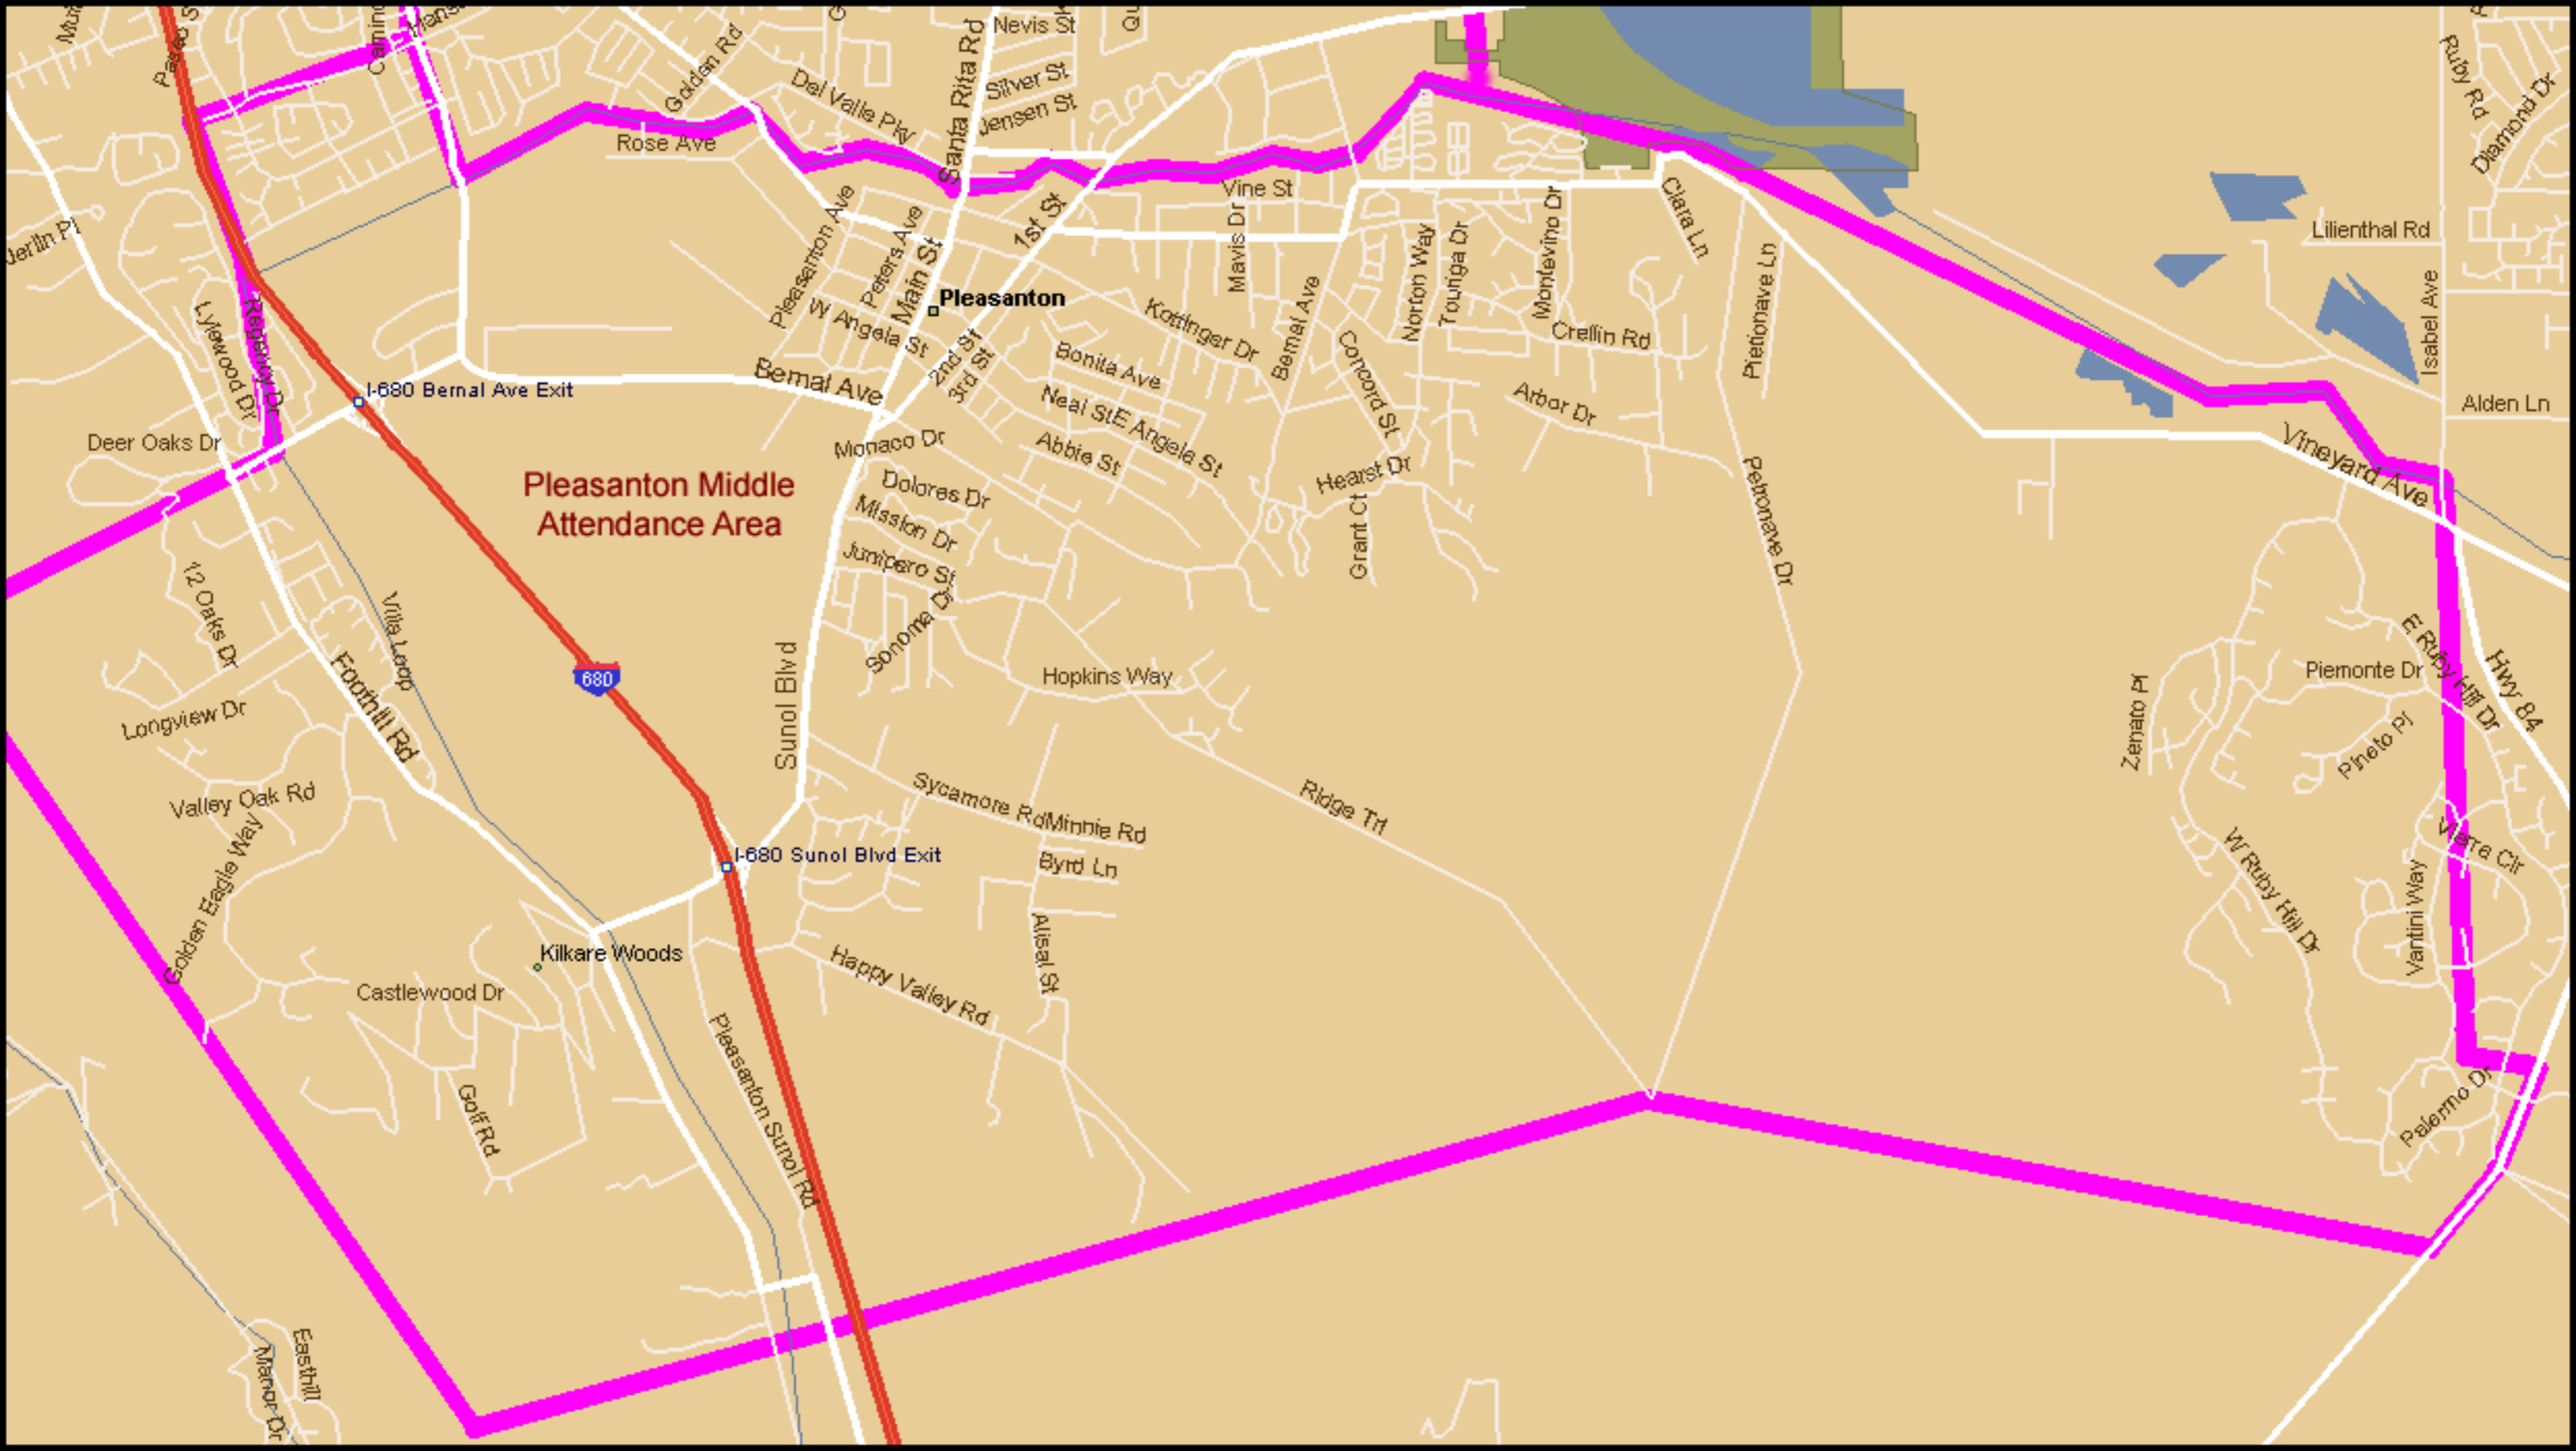 Nevis St
Golden Rd
Santa Rita Rd
Silver St
Jensen St
Del Valle Pkv
Rose Ave
Ruby Rd
Diamond Dr
Vine St
Clara Ln
Lilienthal Rd
Pleasanton Ave
Peters Ave
Main St
1st St
Mavis Dr
Norton Way
Touriga Dr
Montevino Dr
Pietronave Ln
Isabel Ave
Pleasanton
Lylewood Dr
Regency Dr
W Angela St
2nd St
3rd St
Kottinger Dr
Bernal Ave
Concord St
Crellin Rd
Bonita Ave
I-680 Bernal Ave Exit
Bernal Ave
Arbor Dr
Alden Ln
Neal St
E Angela St
Deer Oaks Dr
Monaco Dr
Abbie St
Vineyard Ave
Pleasanton Middle
Attendance Area
Dolores Dr
Hearst Dr
Mission Dr
Grant Ct
Petronave Dr
Junipero St
12 Oaks Dr
Villa Loop
Sonoma Dr
E Ruby Hill Dr
Hwy 84
Foothill Rd
680
Sunol Blvd
Hopkins Way
Piemonte Dr
Zenato Pl
Longview Dr
Pineto Pl
Valley Oak Rd
Sycamore Rd
Minnie Rd
Ridge Trl
Vierre Clr
I-680 Sunol Blvd Exit
Byrd Ln
W Ruby Hill Dr
Vantini Way
Golden Eagle Way
Alisal St
Kilkare Woods
Happy Valley Rd
Castlewood Dr
Pleasanton Sunol Rd
Golf Rd
Palermo Dr
Easthill
Manor Dr